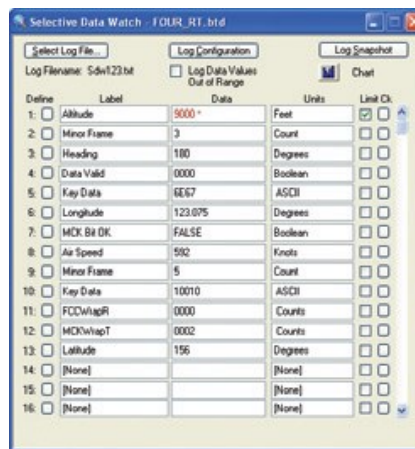 Selective Data Watch - FOUR_RT.btd
Select Log File... Log Configuration Log Snapshot
Log Filename: Sdw123.txt Log Data Values Out of Range Chart
Define Label Data Units Limit Ck
1: Altitude 9000 * Feet
2: Minor Frame 3 Count
3: Heading 180 Degrees
4: Data Valid 0000 Boolean
5: Key Data 6E67 ASCII
6: Longitude 123.075 Degrees
7: MCK Bit OK FALSE Boolean
8: Air Speed 592 Knots
9: Minor Frame 5 Count
10: Key Data 10010 ASCII
11: FCCWrapR 0000 Counts
12: MCKWrapT 0002 Counts
13: Latitude 156 Degrees
14: [None] [None]
15: [None] [None]
16: [None] [None]